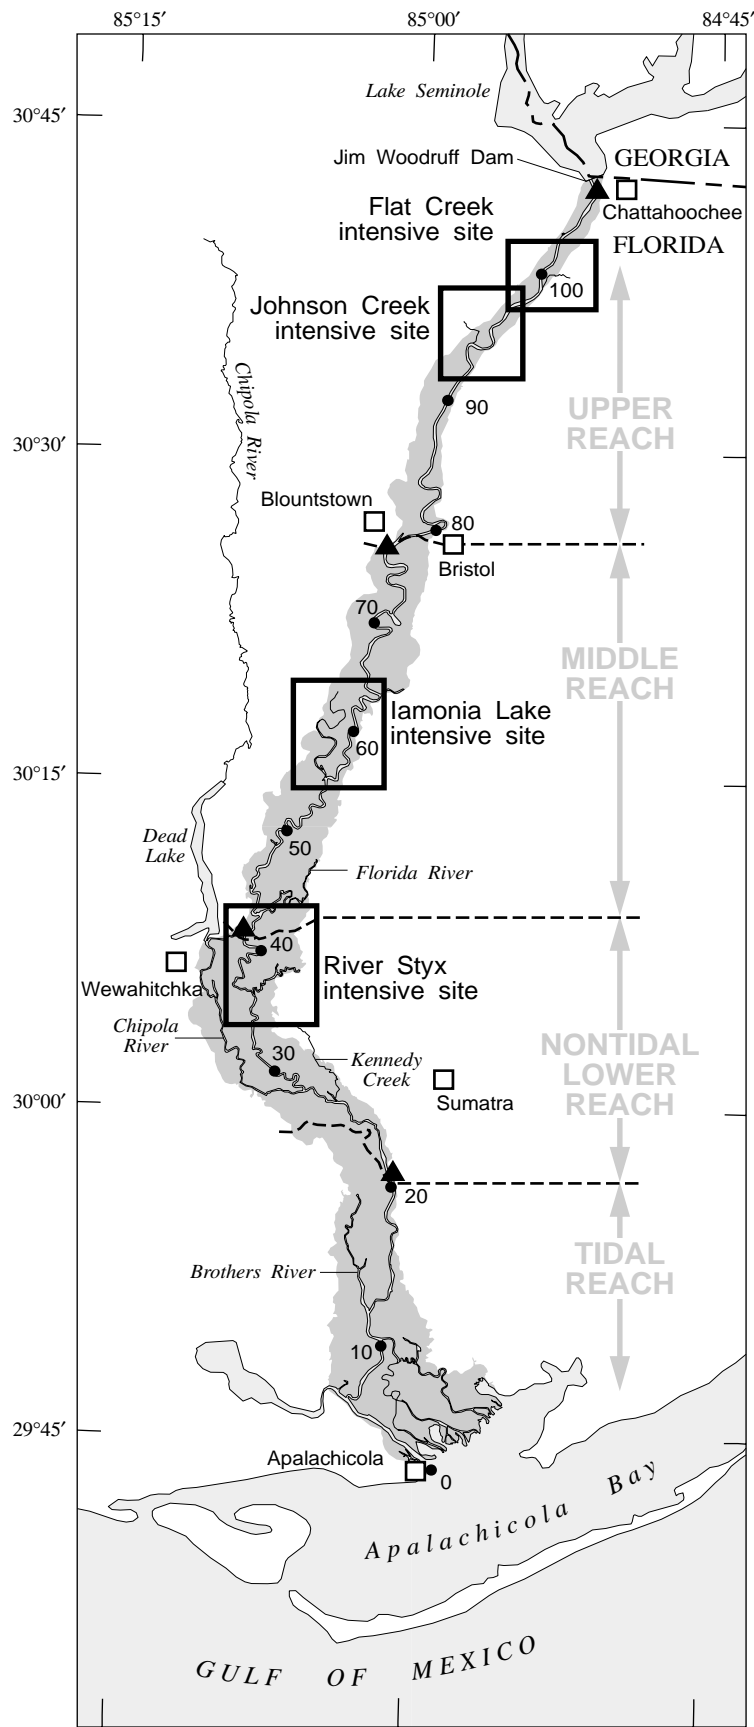 85°15′
85°00′
84°45′
Lake Seminole
30°45′
Jim Woodruff Dam
GEORGIA
Chattahoochee
Flat Creek
intensive site
FLORIDA
100
Johnson Creek
intensive site
Chipola River
90
UPPER
REACH
30°30′
Blountstown
80
Bristol
70
MIDDLE
REACH
Iamonia Lake
intensive site
60
30°15′
Dead
Lake
50
Florida River
40
River Styx
intensive site
Wewahitchka
Chipola
River
30
Kennedy
Creek
NONTIDAL
LOWER
REACH
Sumatra
30°00′
20
TIDAL
REACH
Brothers River
10
29°45′
Apalachicola
0
Apalachicola Bay
GULF OF MEXICO